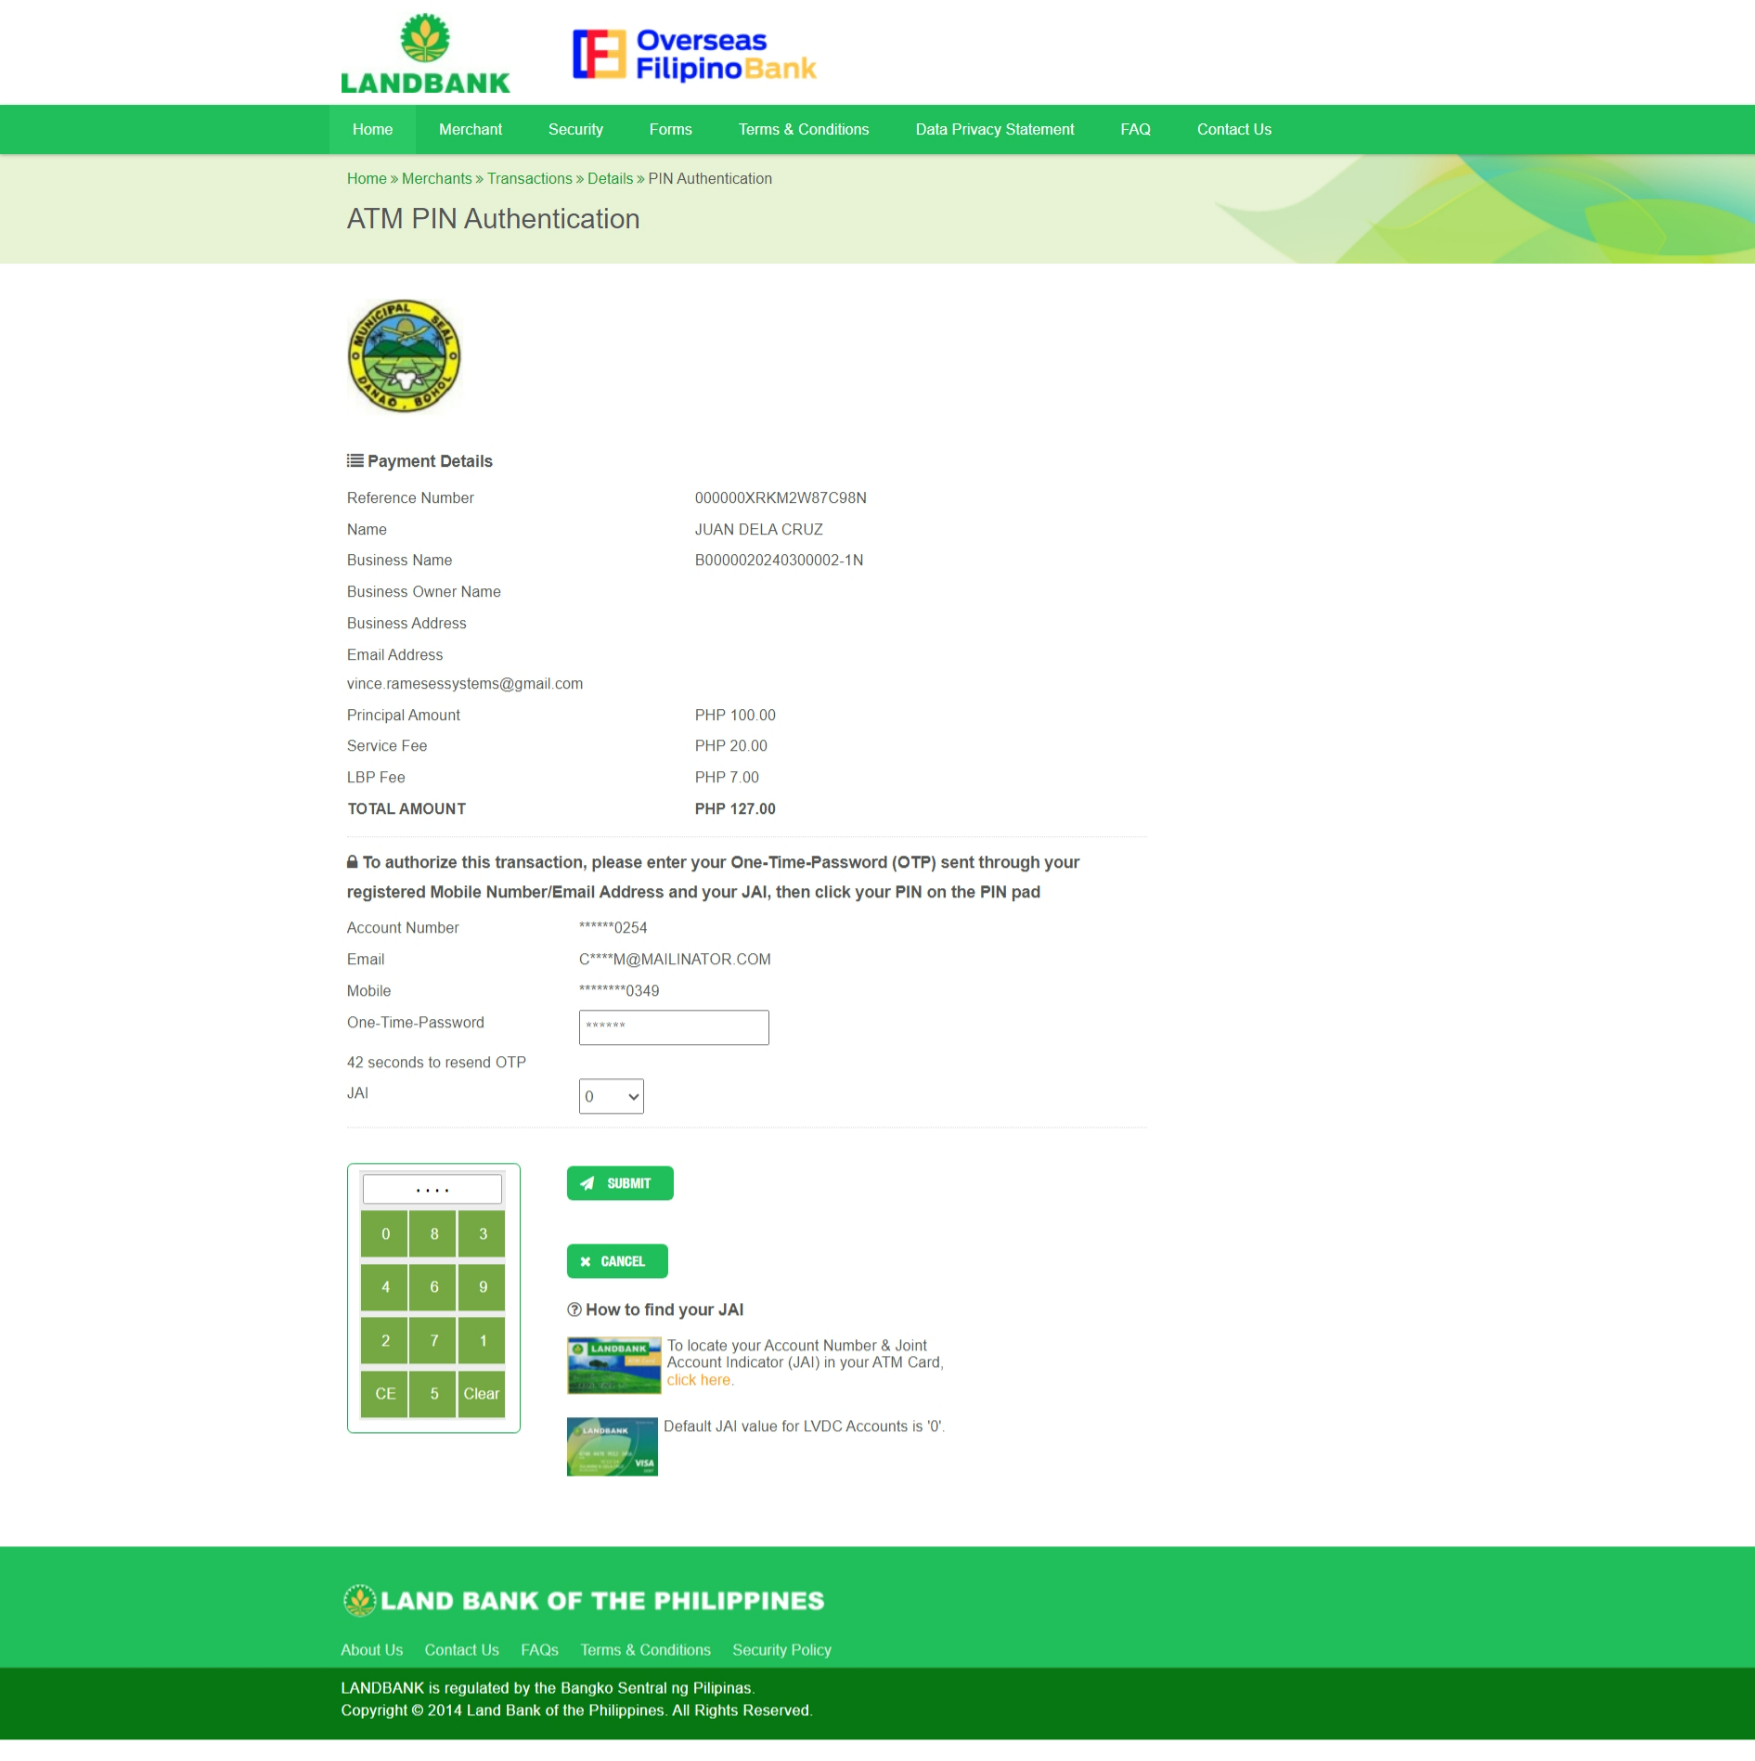 LANDBANK
Overseas
FilipinoBank
Home Merchant Security Forms Terms & Conditions Data Privacy Statement FAQ Contact Us
Home » Merchants » Transactions » Details » PIN Authentication
ATM PIN Authentication
MUNICIPAL SEAL
DANAO, BOHOL
Payment Details
Reference Number 000000XRKM2W87C98N
Name JUAN DELA CRUZ
Business Name B0000020240300002-1N
Business Owner Name
Business Address
Email Address
vince.ramesessystems@gmail.com
Principal Amount PHP 100.00
Service Fee PHP 20.00
LBP Fee PHP 7.00
TOTAL AMOUNT PHP 127.00
To authorize this transaction, please enter your One-Time-Password (OTP) sent through your
registered Mobile Number/Email Address and your JAI, then click your PIN on the PIN pad
Account Number ******0254
Email C****M@MAILINATOR.COM
Mobile ********0349
One-Time-Password ******
42 seconds to resend OTP
JAI 0
....
0 8 3
4 6 9
2 7 1
CE 5 Clear
SUBMIT
CANCEL
How to find your JAI
LANDBANK
To locate your Account Number & Joint
Account Indicator (JAI) in your ATM Card,
click here.
LANDBANK
VISA
Default JAI value for LVDC Accounts is '0'.
LAND BANK OF THE PHILIPPINES
About Us Contact Us FAQs Terms & Conditions Security Policy
LANDBANK is regulated by the Bangko Sentral ng Pilipinas.
Copyright © 2014 Land Bank of the Philippines. All Rights Reserved.